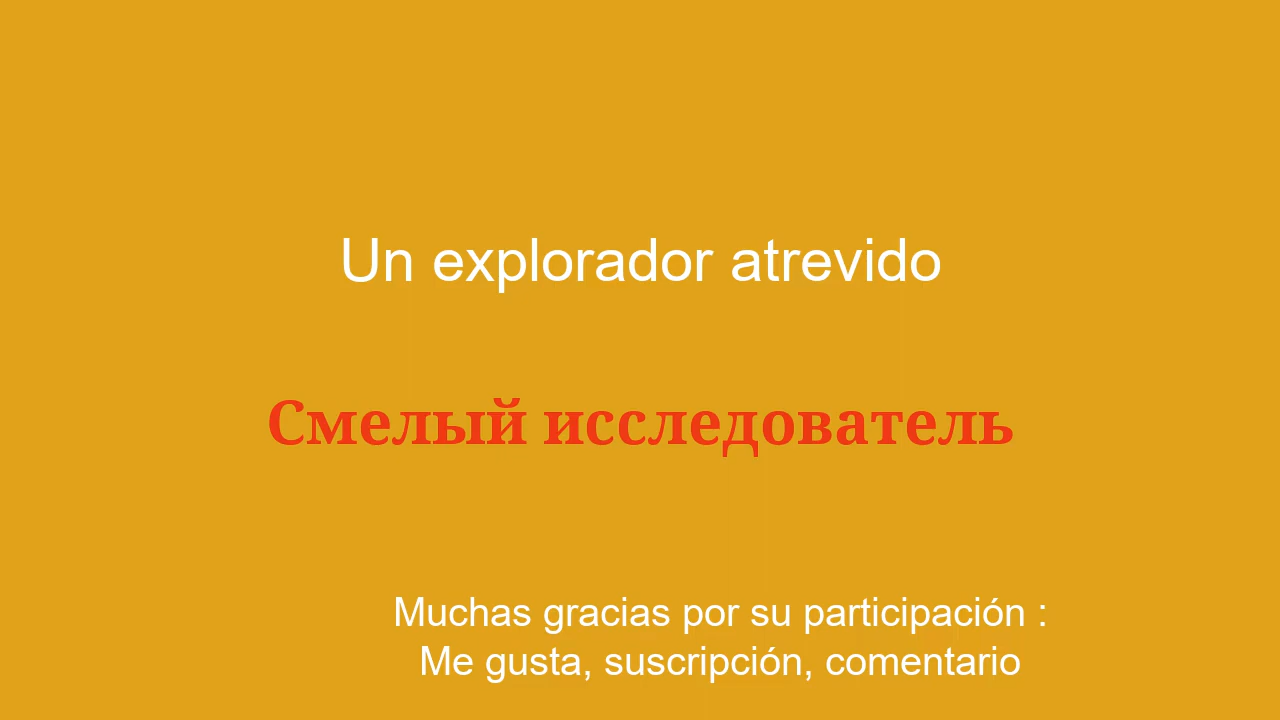 Un explorador atrevido
Смелый исследователь
Muchas gracias por su participación :
Me gusta, suscripción, comentario